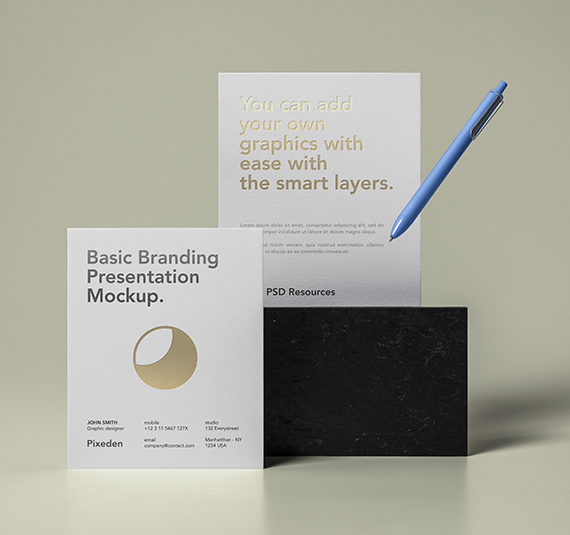 You can add
your own
graphics with
ease with
the smart layers.
Lorem ipsum dolor sit amet, consectetur adipiscing elit, sed do
tempor incididunt ut labore et dolore magna aliqua.
minim veniam, quis nostrud exercitation ullamco
ut aliquip ex ea commodo consequat.
PSD Resources
Basic Branding
Presentation
Mockup.
JOHN SMITH
Graphic designer
mobile
+12 3 11 5467 127X
studio
132 Everystreet
Pixeden
email
company@contact.com
Manhatthan - NY
1234 USA